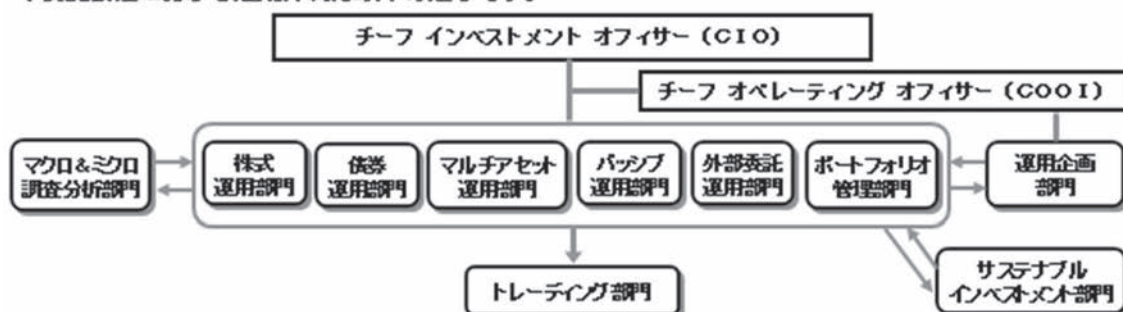 チーフ インベストメント オフィサー（ＣＩＯ）
チーフ オペレーティング オフィサー（ＣＯＯＩ）
マクロ＆ミクロ
調査分析部門
株式
運用部門
債券
運用部門
マルチアセット
運用部門
パッシブ
運用部門
外部委託
運用部門
ポートフォリオ
管理部門
運用企画
部門
トレーディング部門
サステナブル
インベストメント部門